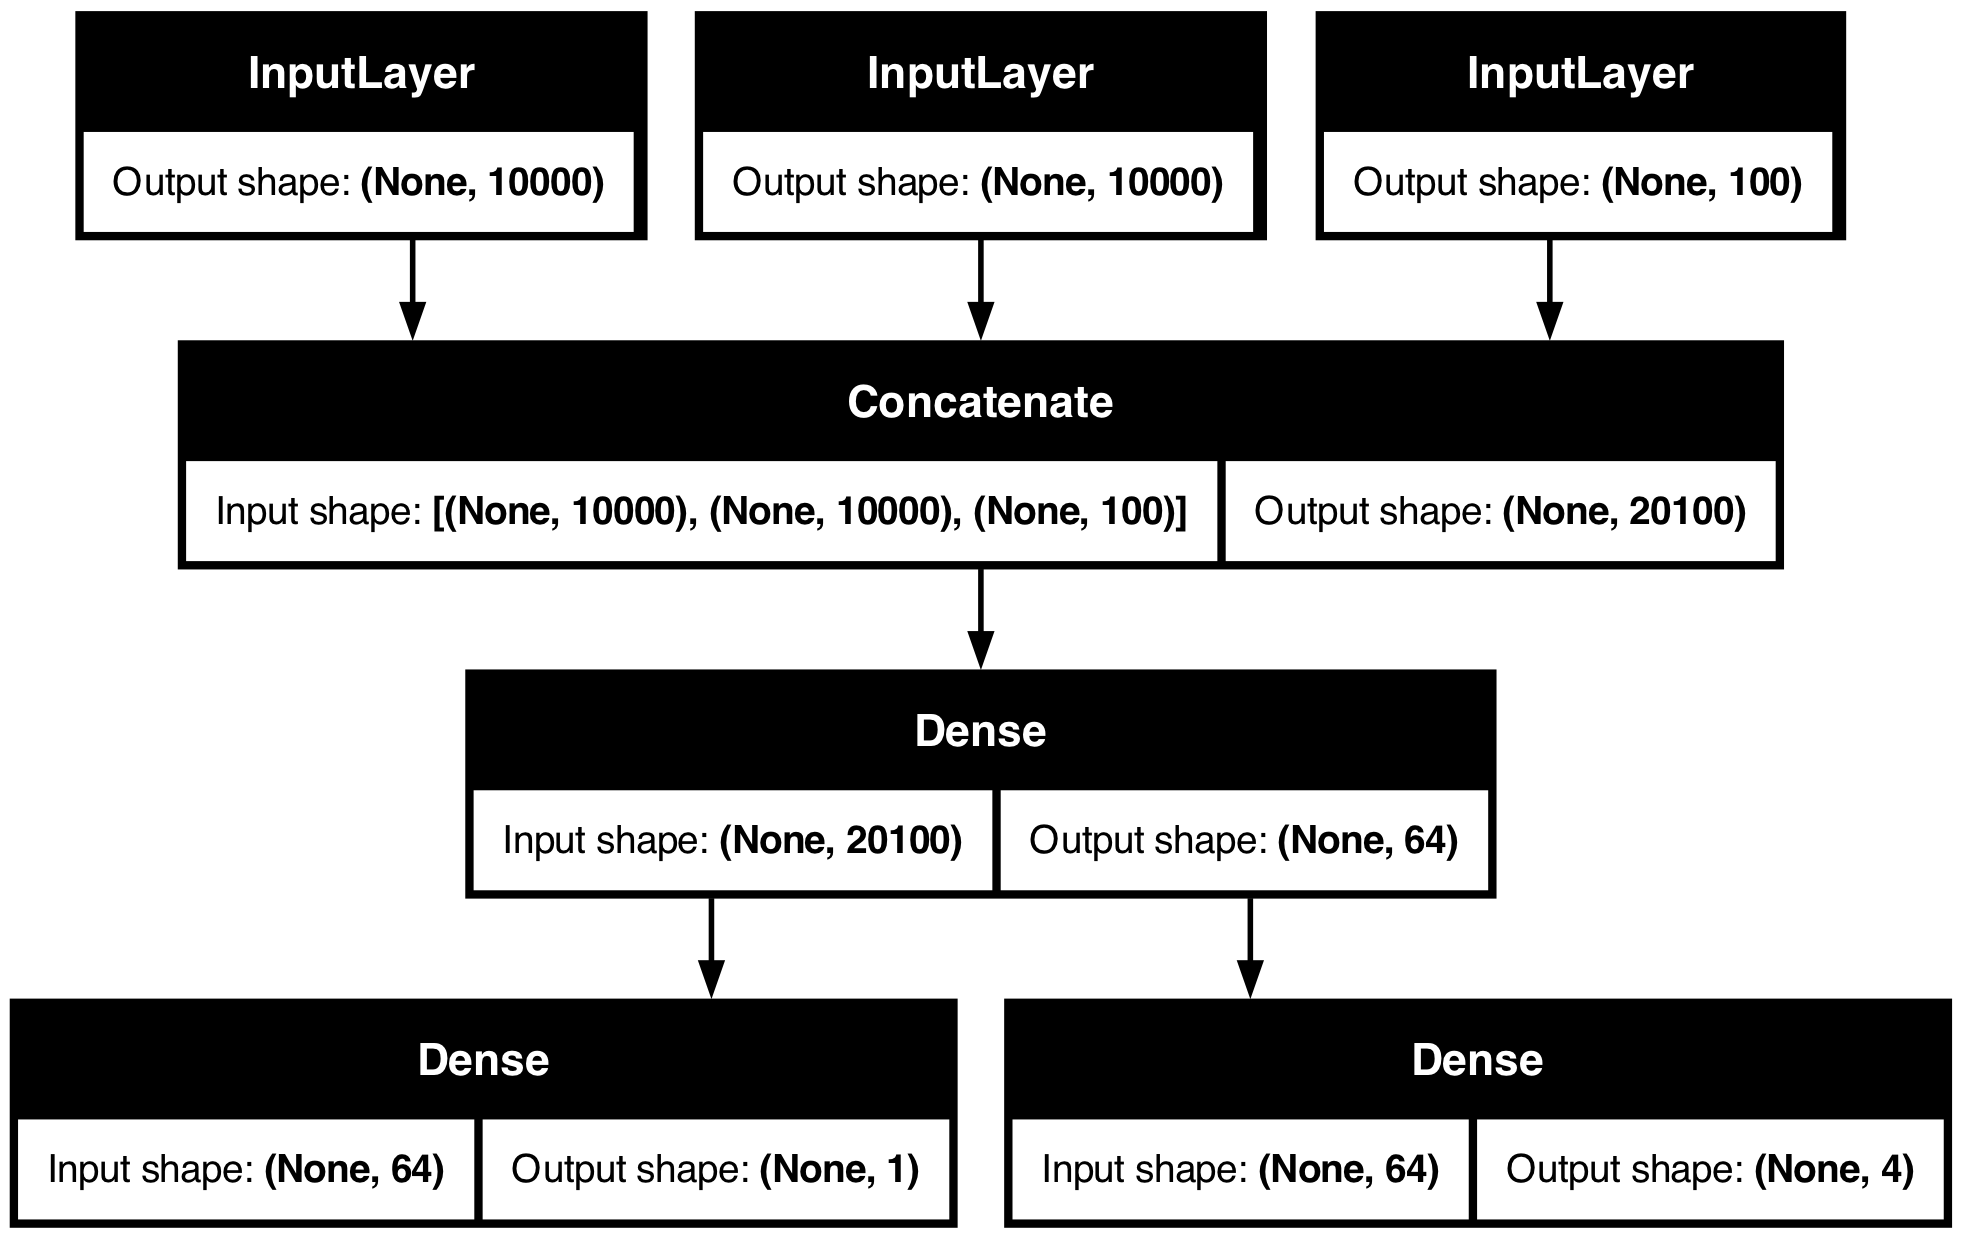 InputLayer
Output shape: (None, 10000)
InputLayer
Output shape: (None, 10000)
InputLayer
Output shape: (None, 100)
Concatenate
Input shape: [(None, 10000), (None, 10000), (None, 100)]
Output shape: (None, 20100)
Dense
Input shape: (None, 20100)
Output shape: (None, 64)
Dense
Input shape: (None, 64)
Output shape: (None, 1)
Dense
Input shape: (None, 64)
Output shape: (None, 4)